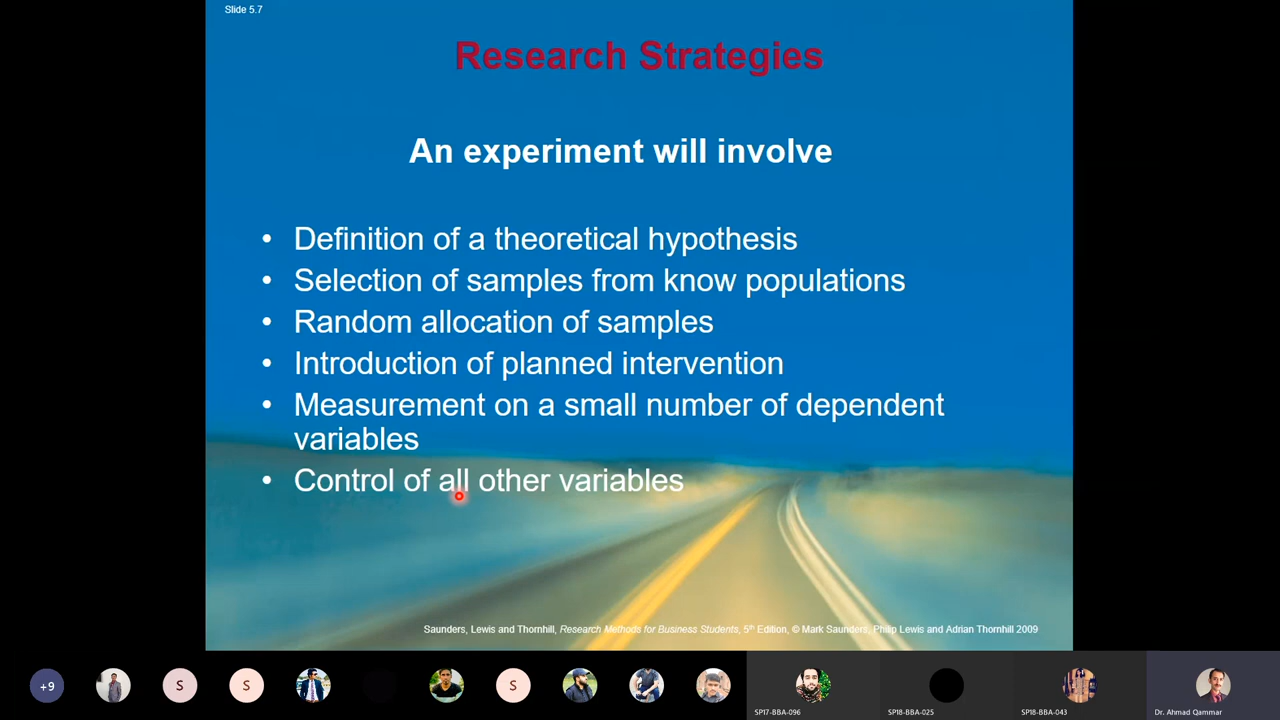 Slide 5.7
Research Strategies
An experiment will involve
• Definition of a theoretical hypothesis
• Selection of samples from know populations
• Random allocation of samples
• Introduction of planned intervention
• Measurement on a small number of dependent
variables
• Control of all other variables
Saunders, Lewis and Thornhill, Research Methods for Business Students, 5th Edition, © Mark Saunders, Philip Lewis and Adrian Thornhill 2009
+9
S
S
S
SP17-BBA-096
SP18-BBA-025
SP18-BBA-043
Dr. Ahmad Qammar